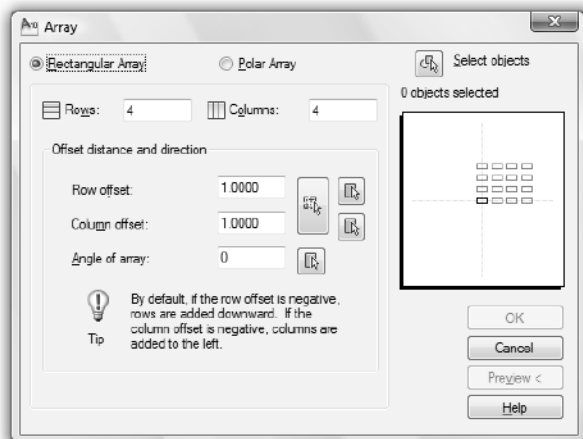 Array
Rectangular Array
Polar Array
Select objects
0 objects selected
Rows: 4
Columns: 4
Offset distance and direction
Row offset: 1.0000
Column offset: 1.0000
Angle of array: 0
Tip
By default, if the row offset is negative,
rows are added downward. If the
column offset is negative, columns are
added to the left.
OK
Cancel
Preview <
Help